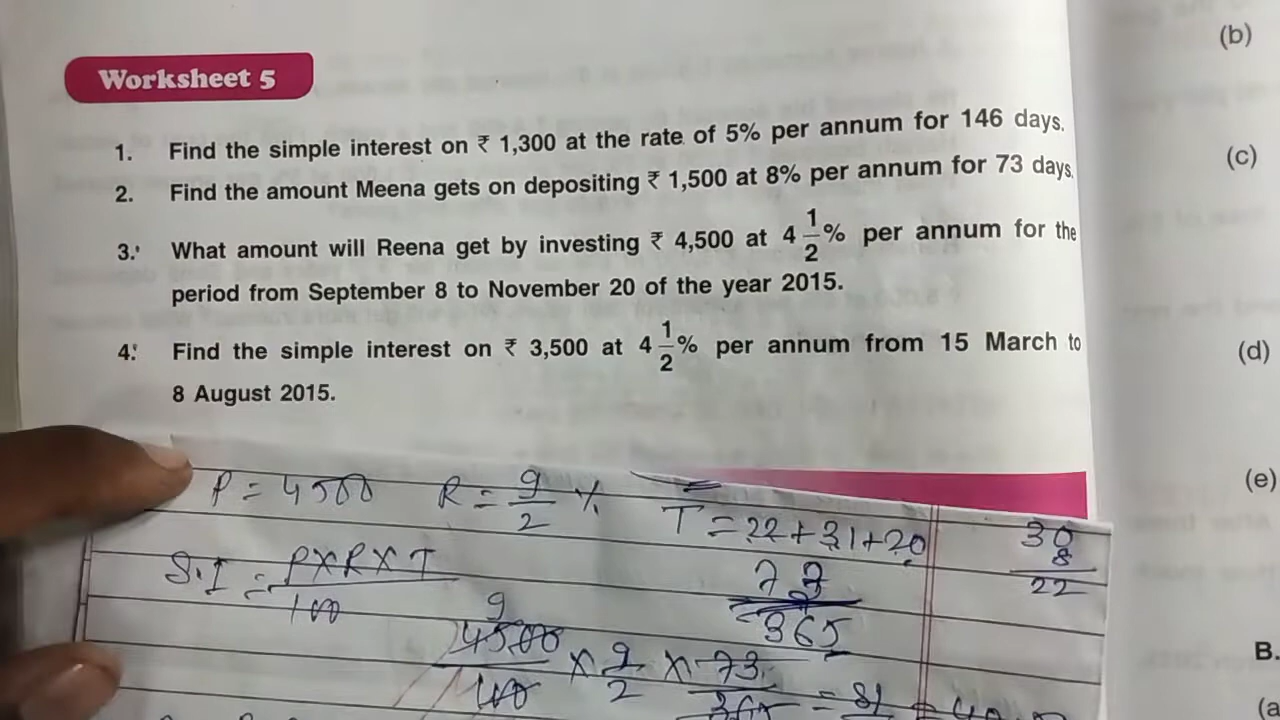 Worksheet 5
1. Find the simple interest on ₹ 1,300 at the rate of 5% per annum for 146 days.
2. Find the amount Meena gets on depositing ₹ 1,500 at 8% per annum for 73 days.
3. What amount will Reena get by investing ₹ 4,500 at 4 1/2% per annum for the
period from September 8 to November 20 of the year 2015.
4. Find the simple interest on ₹ 3,500 at 4 1/2% per annum from 15 March to
8 August 2015.
P = 4500 R = 9/2 % T = 22+31+20
73
365
30
8
22
S.I = P×R×T
100
9
4500/100 × 9/2 × 73/365 = 81
(b)
(c)
(d)
(e)
B.
(a